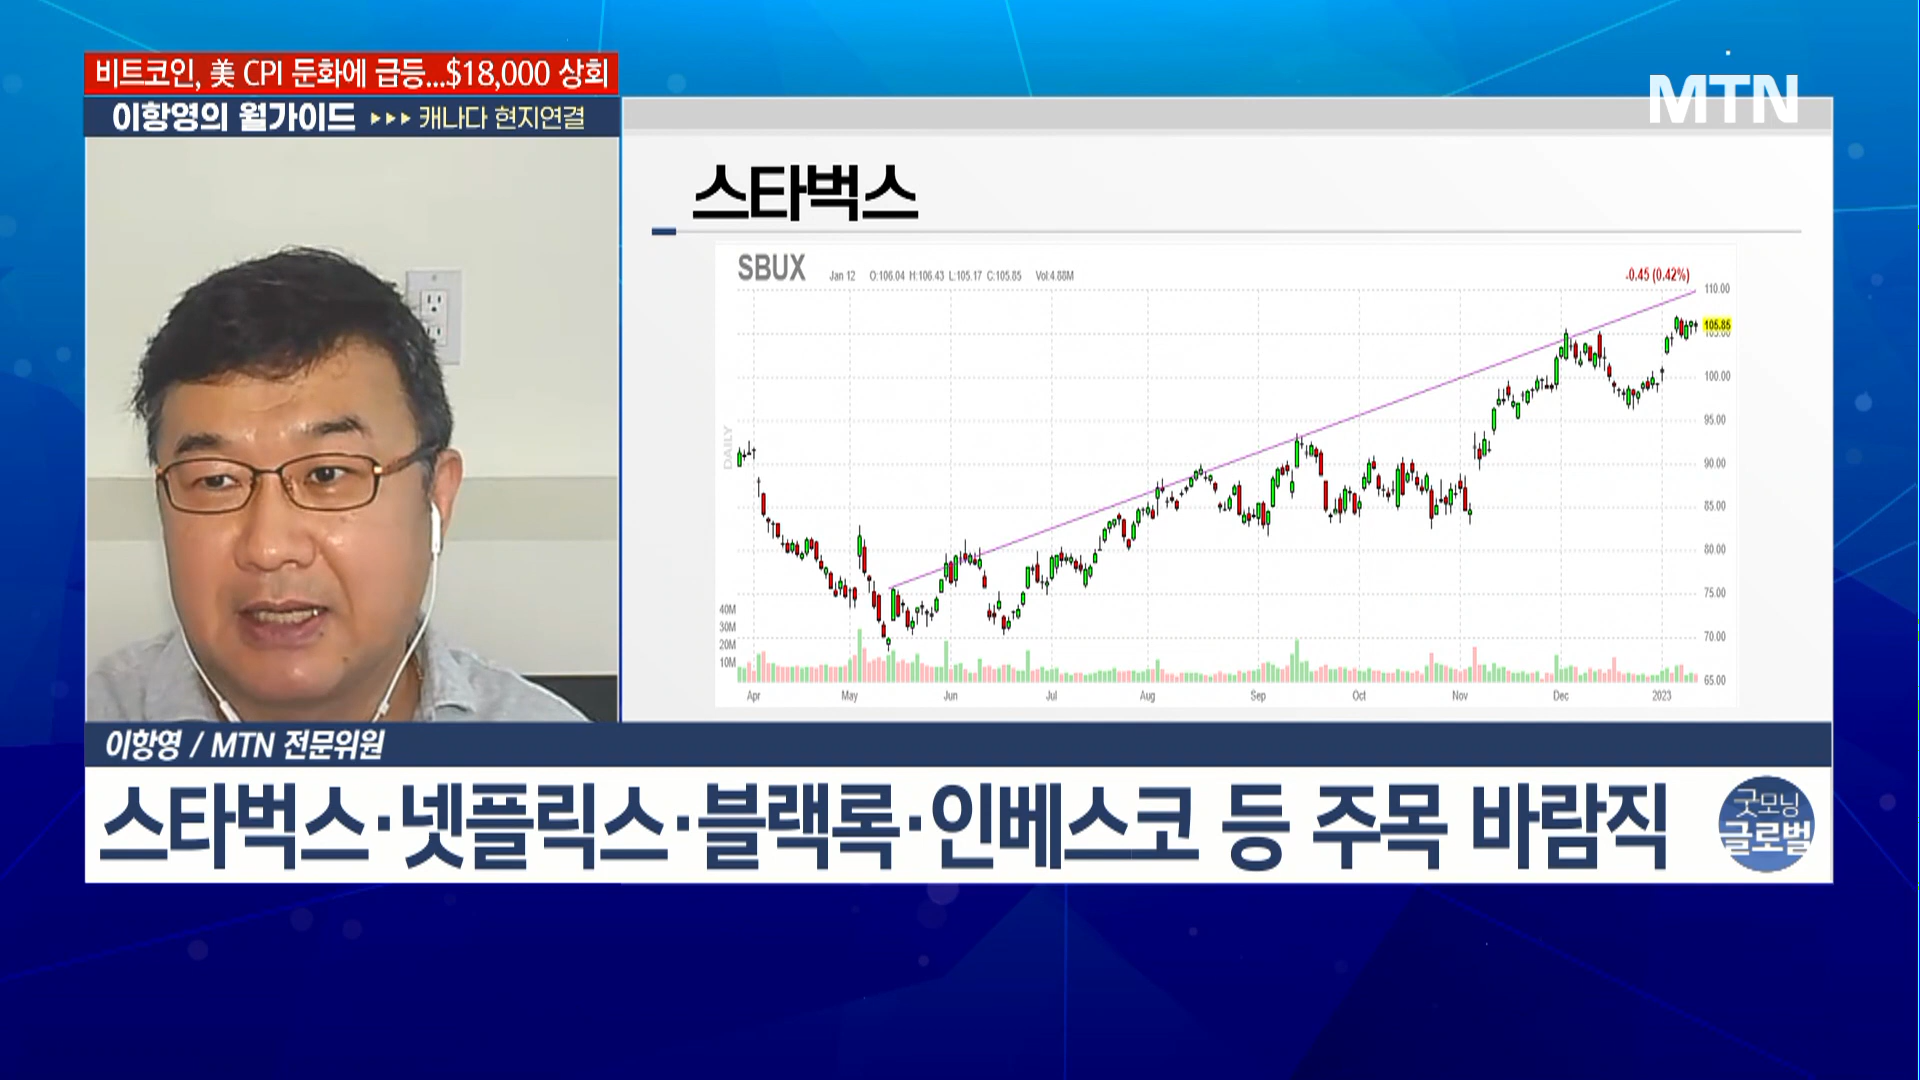 비트코인, 美 CPI 둔화에 급등...$18,000 상회
이항영의 월가이드 ▸▸▸ 캐나다 현지연결
MTN
스타벅스
SBUX Jan 12 O:106.04 H:106.43 L:105.17 C:105.85 Vol 4.88M -0.45 (0.42%)
110.00
105.85
105.00
100.00
95.00
90.00
85.00
80.00
75.00
70.00
65.00
DAILY
40M
30M
20M
10M
Apr May Jun Jul Aug Sep Oct Nov Dec 2023
이항영 / MTN 전문위원
스타벅스·넷플릭스·블랙록·인베스코 등 주목 바람직
굿모닝
글로벌